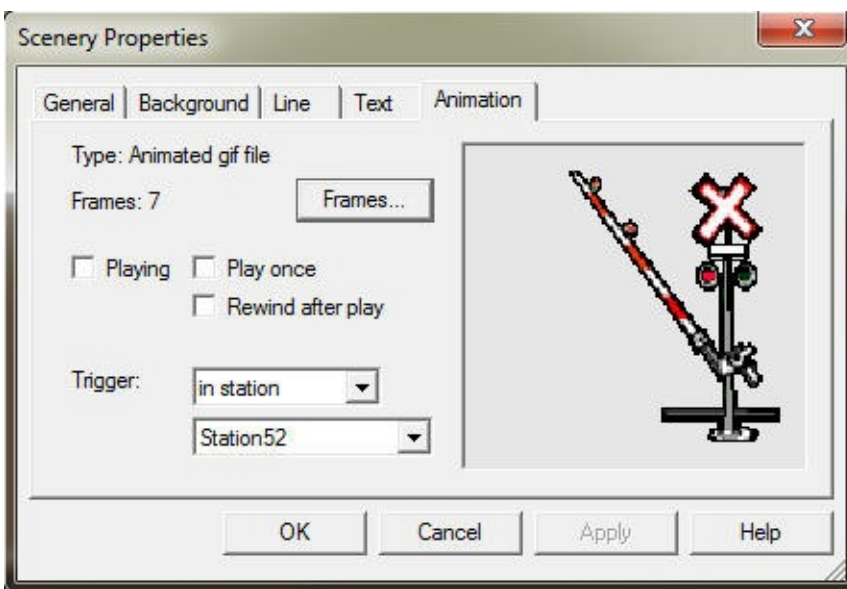 Scenery Properties
General Background Line Text Animation
Type: Animated gif file
Frames: 7 Frames...
Playing Play once
Rewind after play
Trigger: in station
Station52
OK Cancel Apply Help